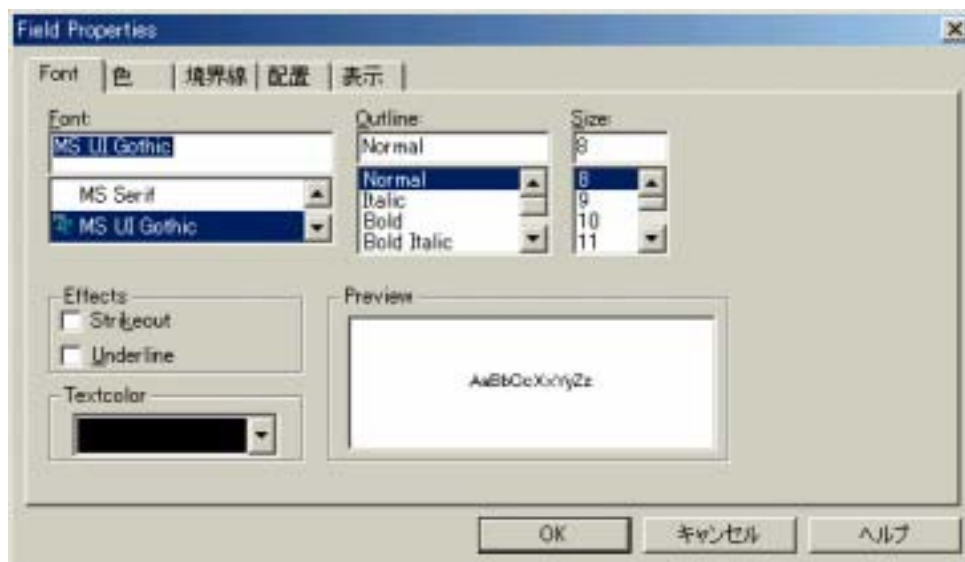 Field Properties
Font 色 境界線 配置 表示
Font: Outline: Size:
MS UI Gothic Normal 8
MS Serif Normal 8
MS UI Gothic Italic 9
Bold 10
Bold Italic 11
Effects
Strikeout
Underline
Preview
AaBbCcXxYyZz
Textcolor
OK キャンセル ヘルプ